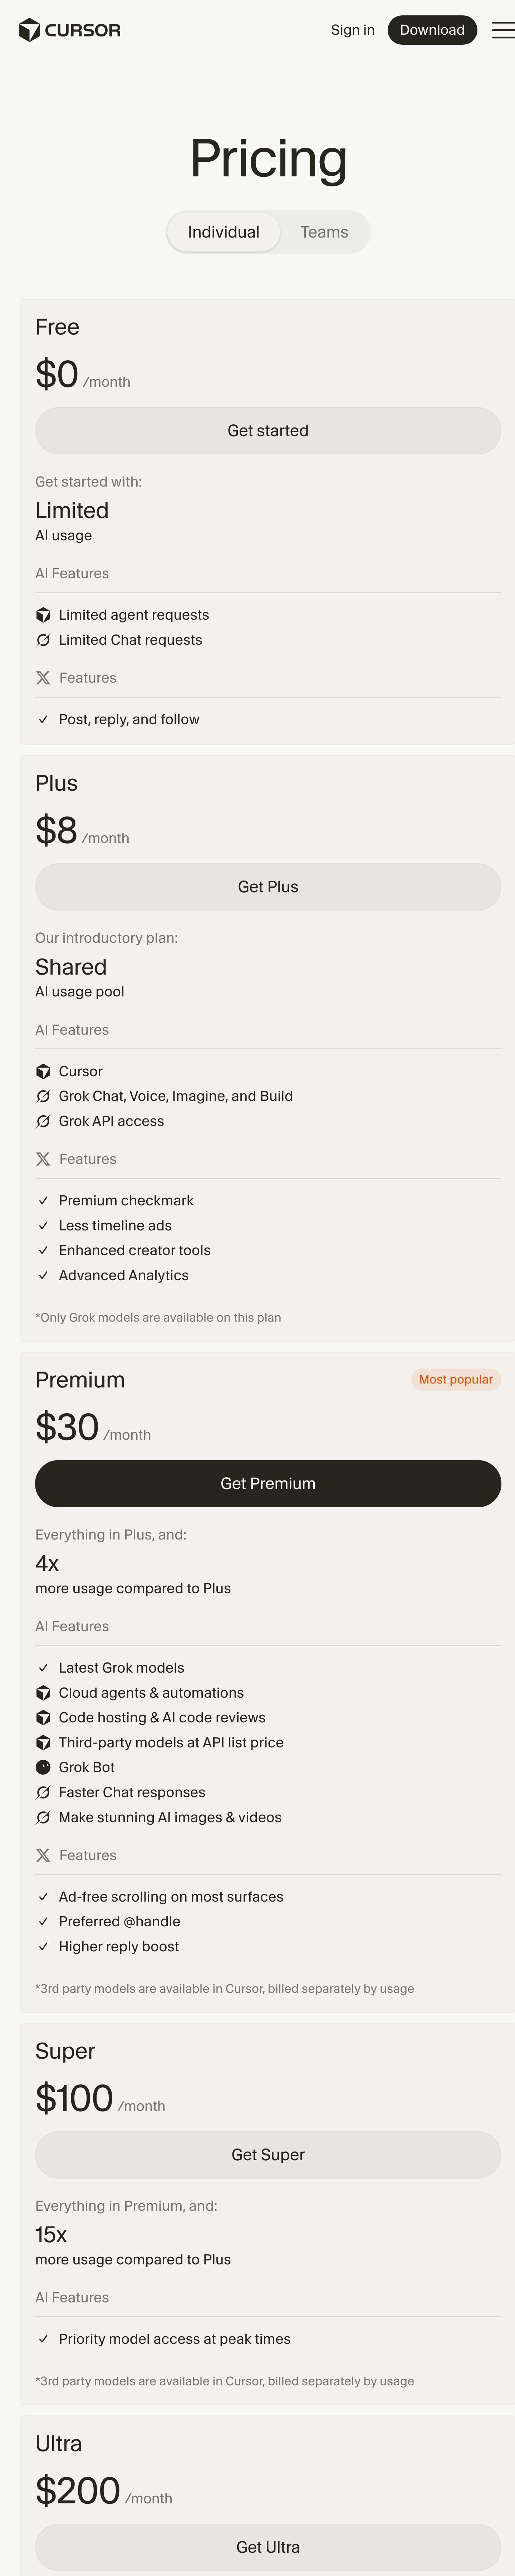 CURSOR
Sign in
Download
Pricing
Individual
Teams
Free
$0 /month
Get started
Get started with:
Limited
AI usage
AI Features
Limited agent requests
Limited Chat requests
Features
Post, reply, and follow
Plus
$8 /month
Get Plus
Our introductory plan:
Shared
AI usage pool
AI Features
Cursor
Grok Chat, Voice, Imagine, and Build
Grok API access
Features
Premium checkmark
Less timeline ads
Enhanced creator tools
Advanced Analytics
*Only Grok models are available on this plan
Premium
Most popular
$30 /month
Get Premium
Everything in Plus, and:
4x
more usage compared to Plus
AI Features
Latest Grok models
Cloud agents & automations
Code hosting & AI code reviews
Third-party models at API list price
Grok Bot
Faster Chat responses
Make stunning AI images & videos
Features
Ad-free scrolling on most surfaces
Preferred @handle
Higher reply boost
*3rd party models are available in Cursor, billed separately by usage
Super
$100 /month
Get Super
Everything in Premium, and:
15x
more usage compared to Plus
AI Features
Priority model access at peak times
*3rd party models are available in Cursor, billed separately by usage
Ultra
$200 /month
Get Ultra